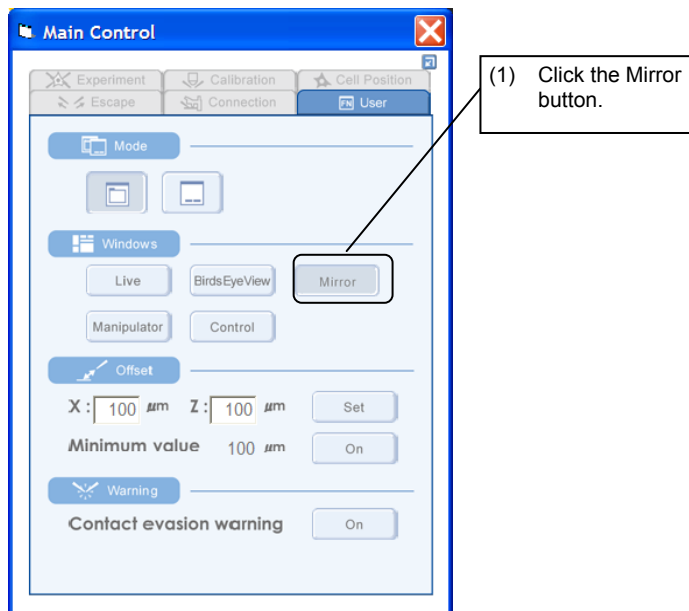 Main Control
Experiment Calibration Cell Position
Escape Connection FN User
(1) Click the Mirror
button.
Mode
Windows
Live BirdsEyeView Mirror
Manipulator Control
Offset
X : 100 μm Z : 100 μm Set
Minimum value 100 μm On
Warning
Contact evasion warning On